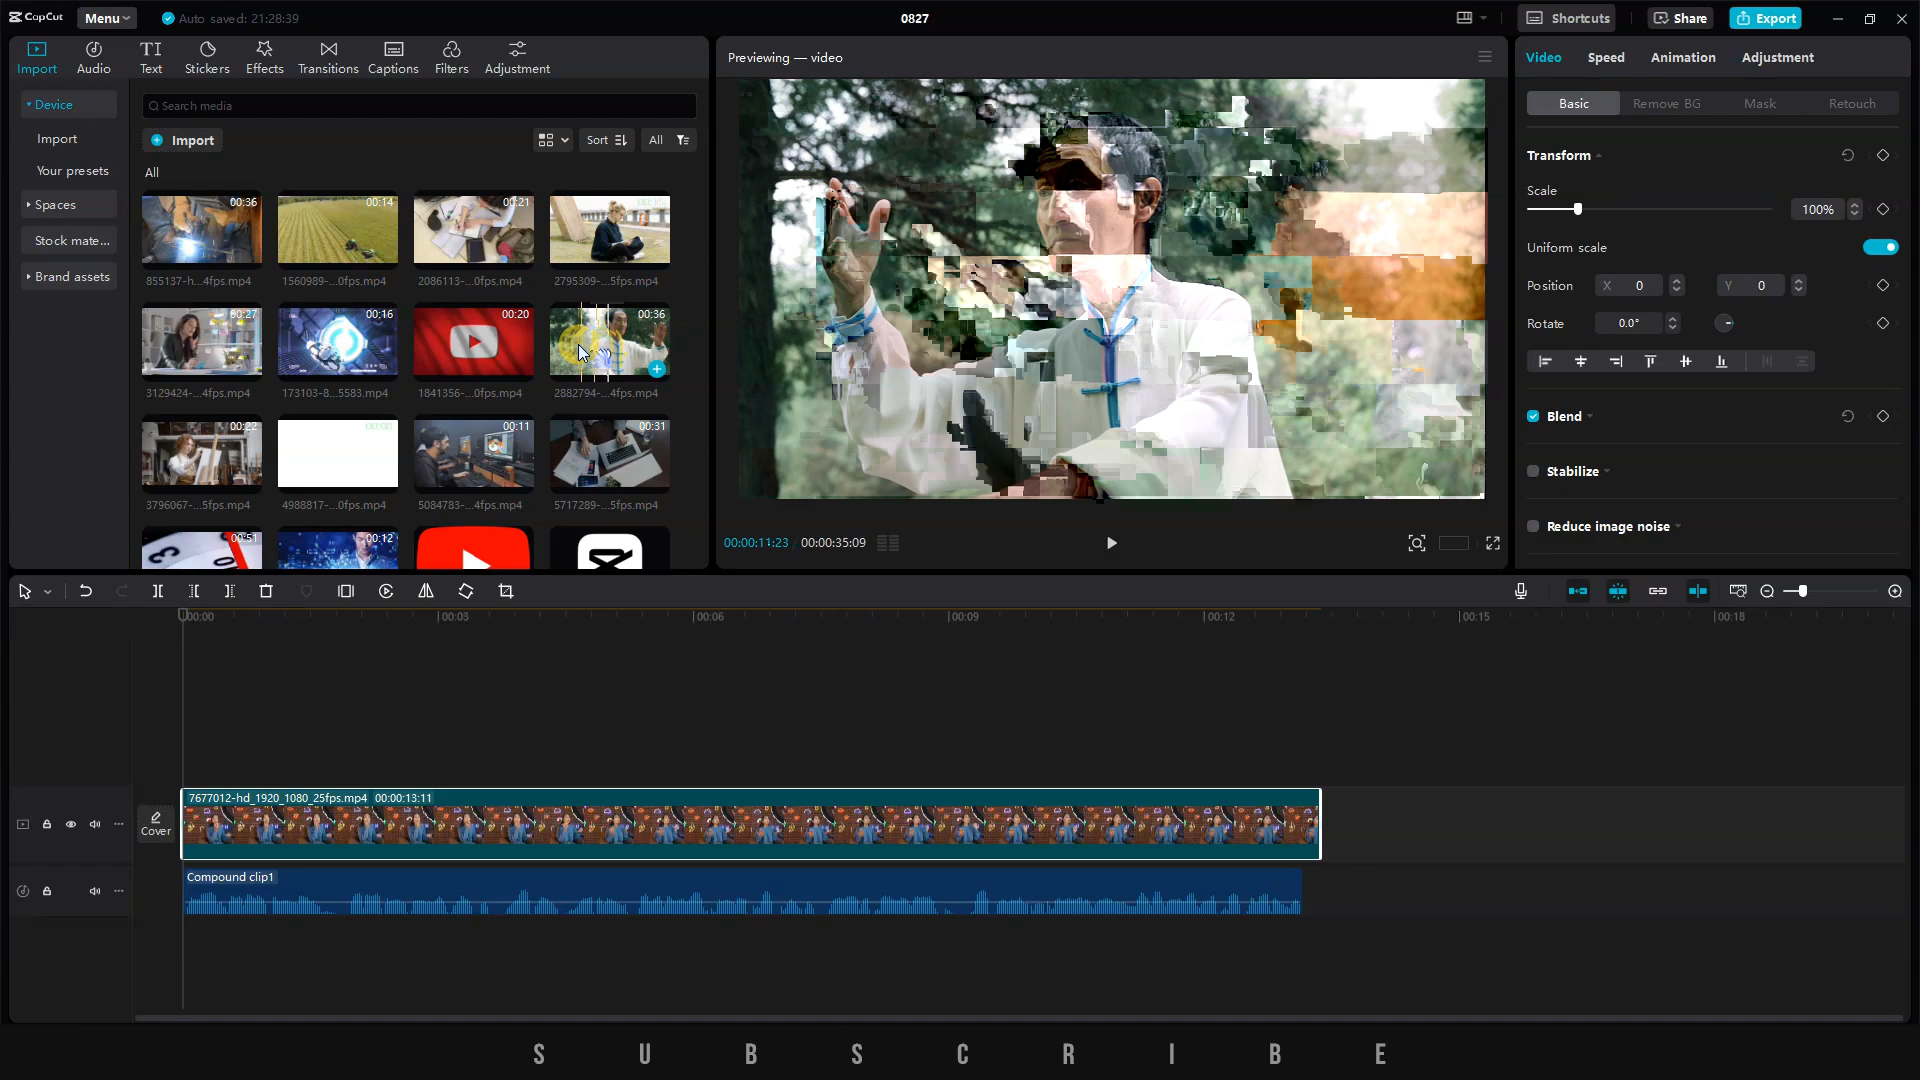 CapCut
Menu
Auto saved: 21:28:39
0827
Shortcuts
Share
Export
Import
Audio
TI
Text
Stickers
Effects
Transitions
Captions
Filters
Adjustment
Device
Import
Your presets
Spaces
Stock mate...
Brand assets
Search media
Import
Sort
All
All
00:36
00:14
00:21
855137-h...4fps.mp4
1560989-...0fps.mp4
2086113-...0fps.mp4
2795309-...5fps.mp4
00:27
00:16
00:20
00:36
3129424-...4fps.mp4
173103-8...5583.mp4
1841356-...0fps.mp4
2882794-...4fps.mp4
00:22
00:11
00:31
3796067-...5fps.mp4
4988817-...0fps.mp4
5084783-...4fps.mp4
5717289-...5fps.mp4
00:51
00:12
Previewing — video
00:00:11:23
00:00:35:09
Video
Speed
Animation
Adjustment
Basic
Remove BG
Mask
Retouch
Transform
Scale
100%
Uniform scale
Position
X
0
Y
0
Rotate
0.0°
Blend
Stabilize
Reduce image noise
00:00
00:03
00:06
00:09
00:12
00:15
00:18
Cover
7677012-hd_1920_1080_25fps.mp4 00:00:13:11
Compound clip1
S U B S C R I B E